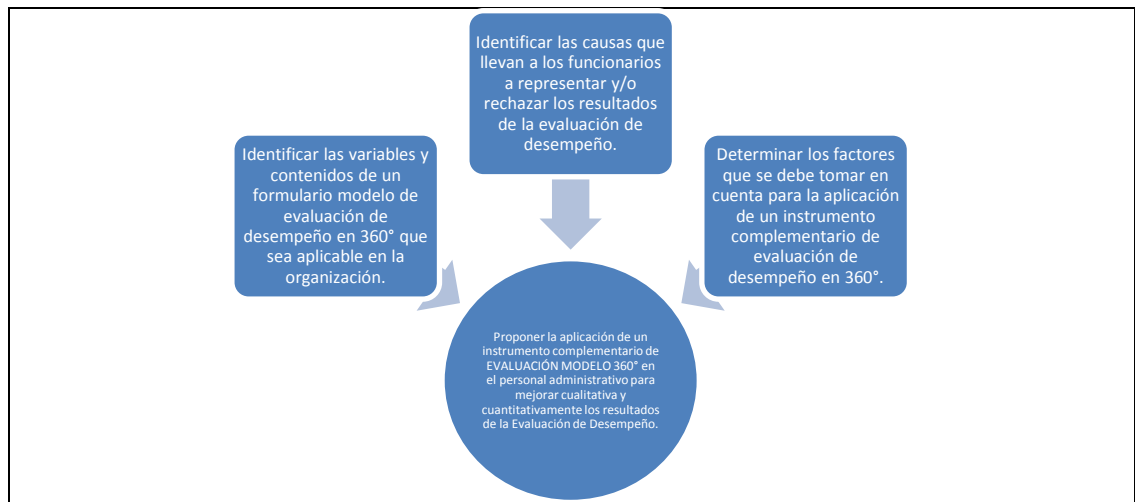 Identificar las causas que
llevan a los funcionarios
a representar y/o
rechazar los resultados
de la evaluación de
desempeño.
Identificar las variables y
contenidos de un
formulario modelo de
evaluación de
desempeño en 360° que
sea aplicable en la
organización.
Determinar los factores
que se debe tomar en
cuenta para la aplicación
de un instrumento
complementario de
evaluación de
desempeño en 360°.
Proponer la aplicación de un
instrumento complementario de
EVALUACIÓN MODELO 360° en
el personal administrativo para
mejorar cualitativa y
cuantitativamente los resultados
de la Evaluación de Desempeño.